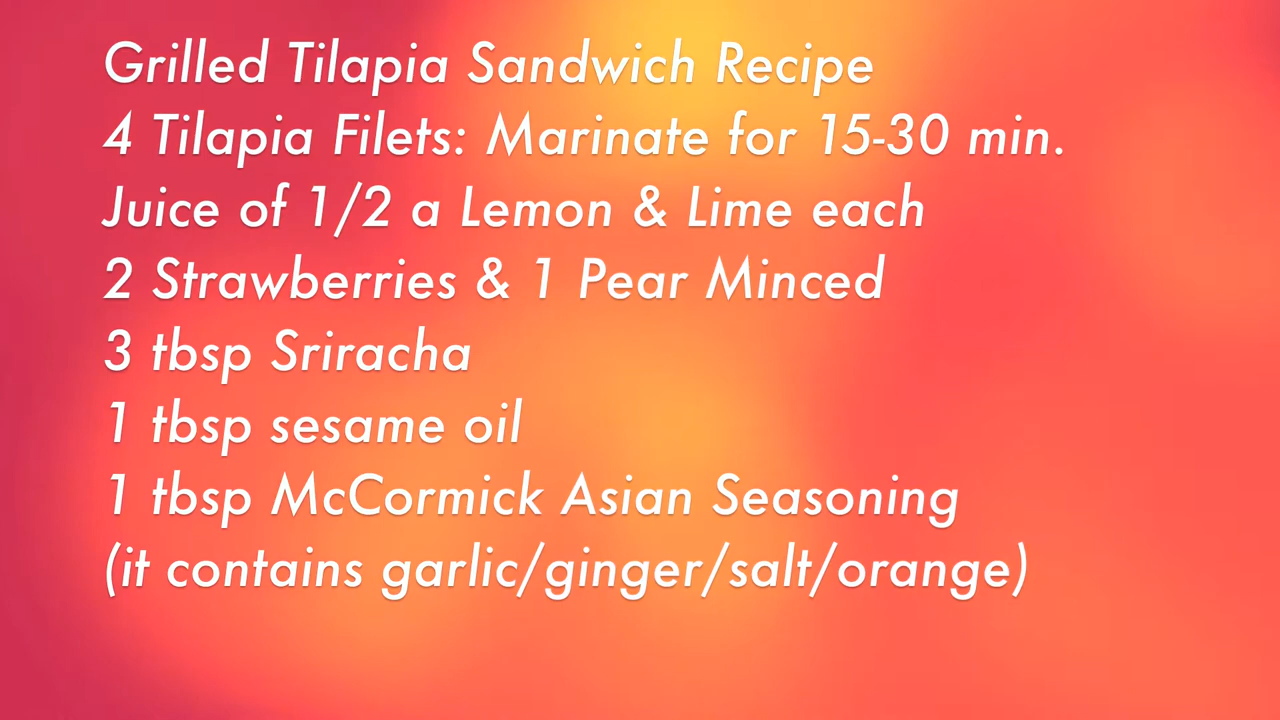 Grilled Tilapia Sandwich Recipe
4 Tilapia Filets: Marinate for 15-30 min.
Juice of 1/2 a Lemon & Lime each
2 Strawberries & 1 Pear Minced
3 tbsp Sriracha
1 tbsp sesame oil
1 tbsp McCormick Asian Seasoning
(it contains garlic/ginger/salt/orange)